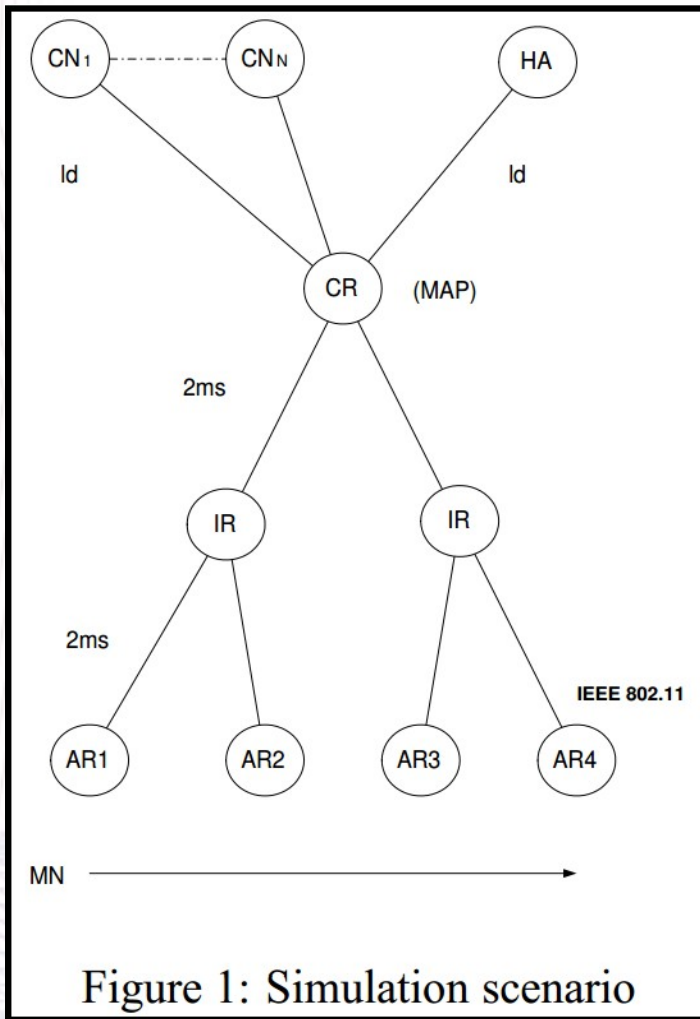 CN1 CNN HA
ld ld
CR (MAP)
2ms
IR IR
2ms
IEEE 802.11
AR1 AR2 AR3 AR4
MN
Figure 1: Simulation scenario